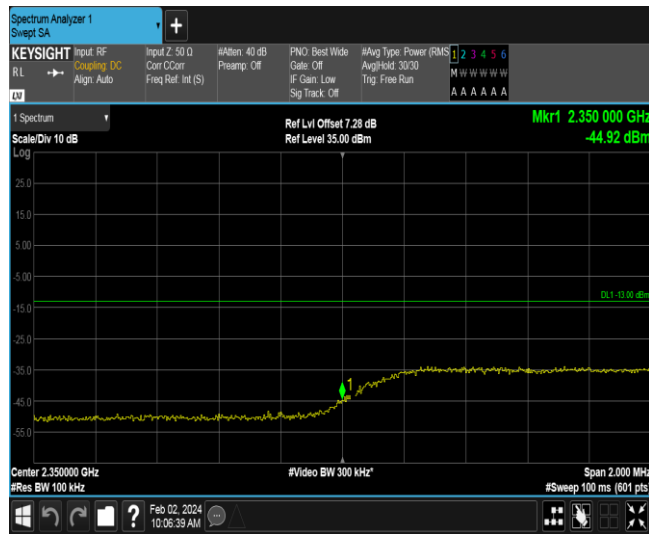 Spectrum Analyzer 1
Swept SA
KEYSIGHT
RL
LXI
Input: RF
Coupling: DC
Align: Auto
Input Z: 50 Ω
Corr CCorr
Freq Ref: Int (S)
#Atten: 40 dB
Preamp: Off
PNO: Best Wide
Gate: Off
IF Gain: Low
Sig Track: Off
#Avg Type: Power (RMS
Avg|Hold: 30/30
Trig: Free Run
1 2 3 4 5 6
M W W W W W
A A A A A A
1 Spectrum
Scale/Div 10 dB
Log
Ref Lvl Offset 7.28 dB
Ref Level 35.00 dBm
Mkr1 2.350 000 GHz
-44.92 dBm
25.0
15.0
5.00
-5.00
DL1 -13.00 dBm
-15.0
-25.0
-35.0
1
-45.0
-55.0
Center 2.350000 GHz
#Res BW 100 kHz
#Video BW 300 kHz*
Span 2.000 MHz
#Sweep 100 ms (601 pts
?
Feb 02, 2024
10:06:39 AM